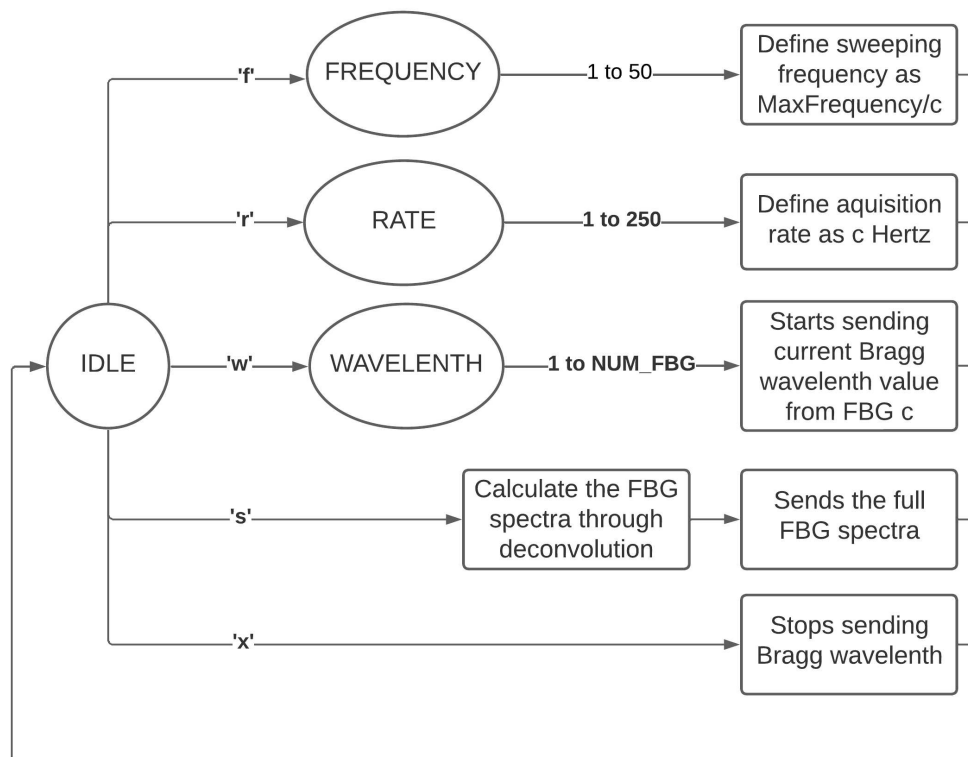 'f'
FREQUENCY
1 to 50
Define sweeping
frequency as
MaxFrequency/c
'r'
RATE
1 to 250
Define aquisition
rate as c Hertz
IDLE
'w'
WAVELENTH
1 to NUM_FBG
Starts sending
current Bragg
wavelenth value
from FBG c
's'
Calculate the FBG
spectra through
deconvolution
Sends the full
FBG spectra
'x'
Stops sending
Bragg wavelenth